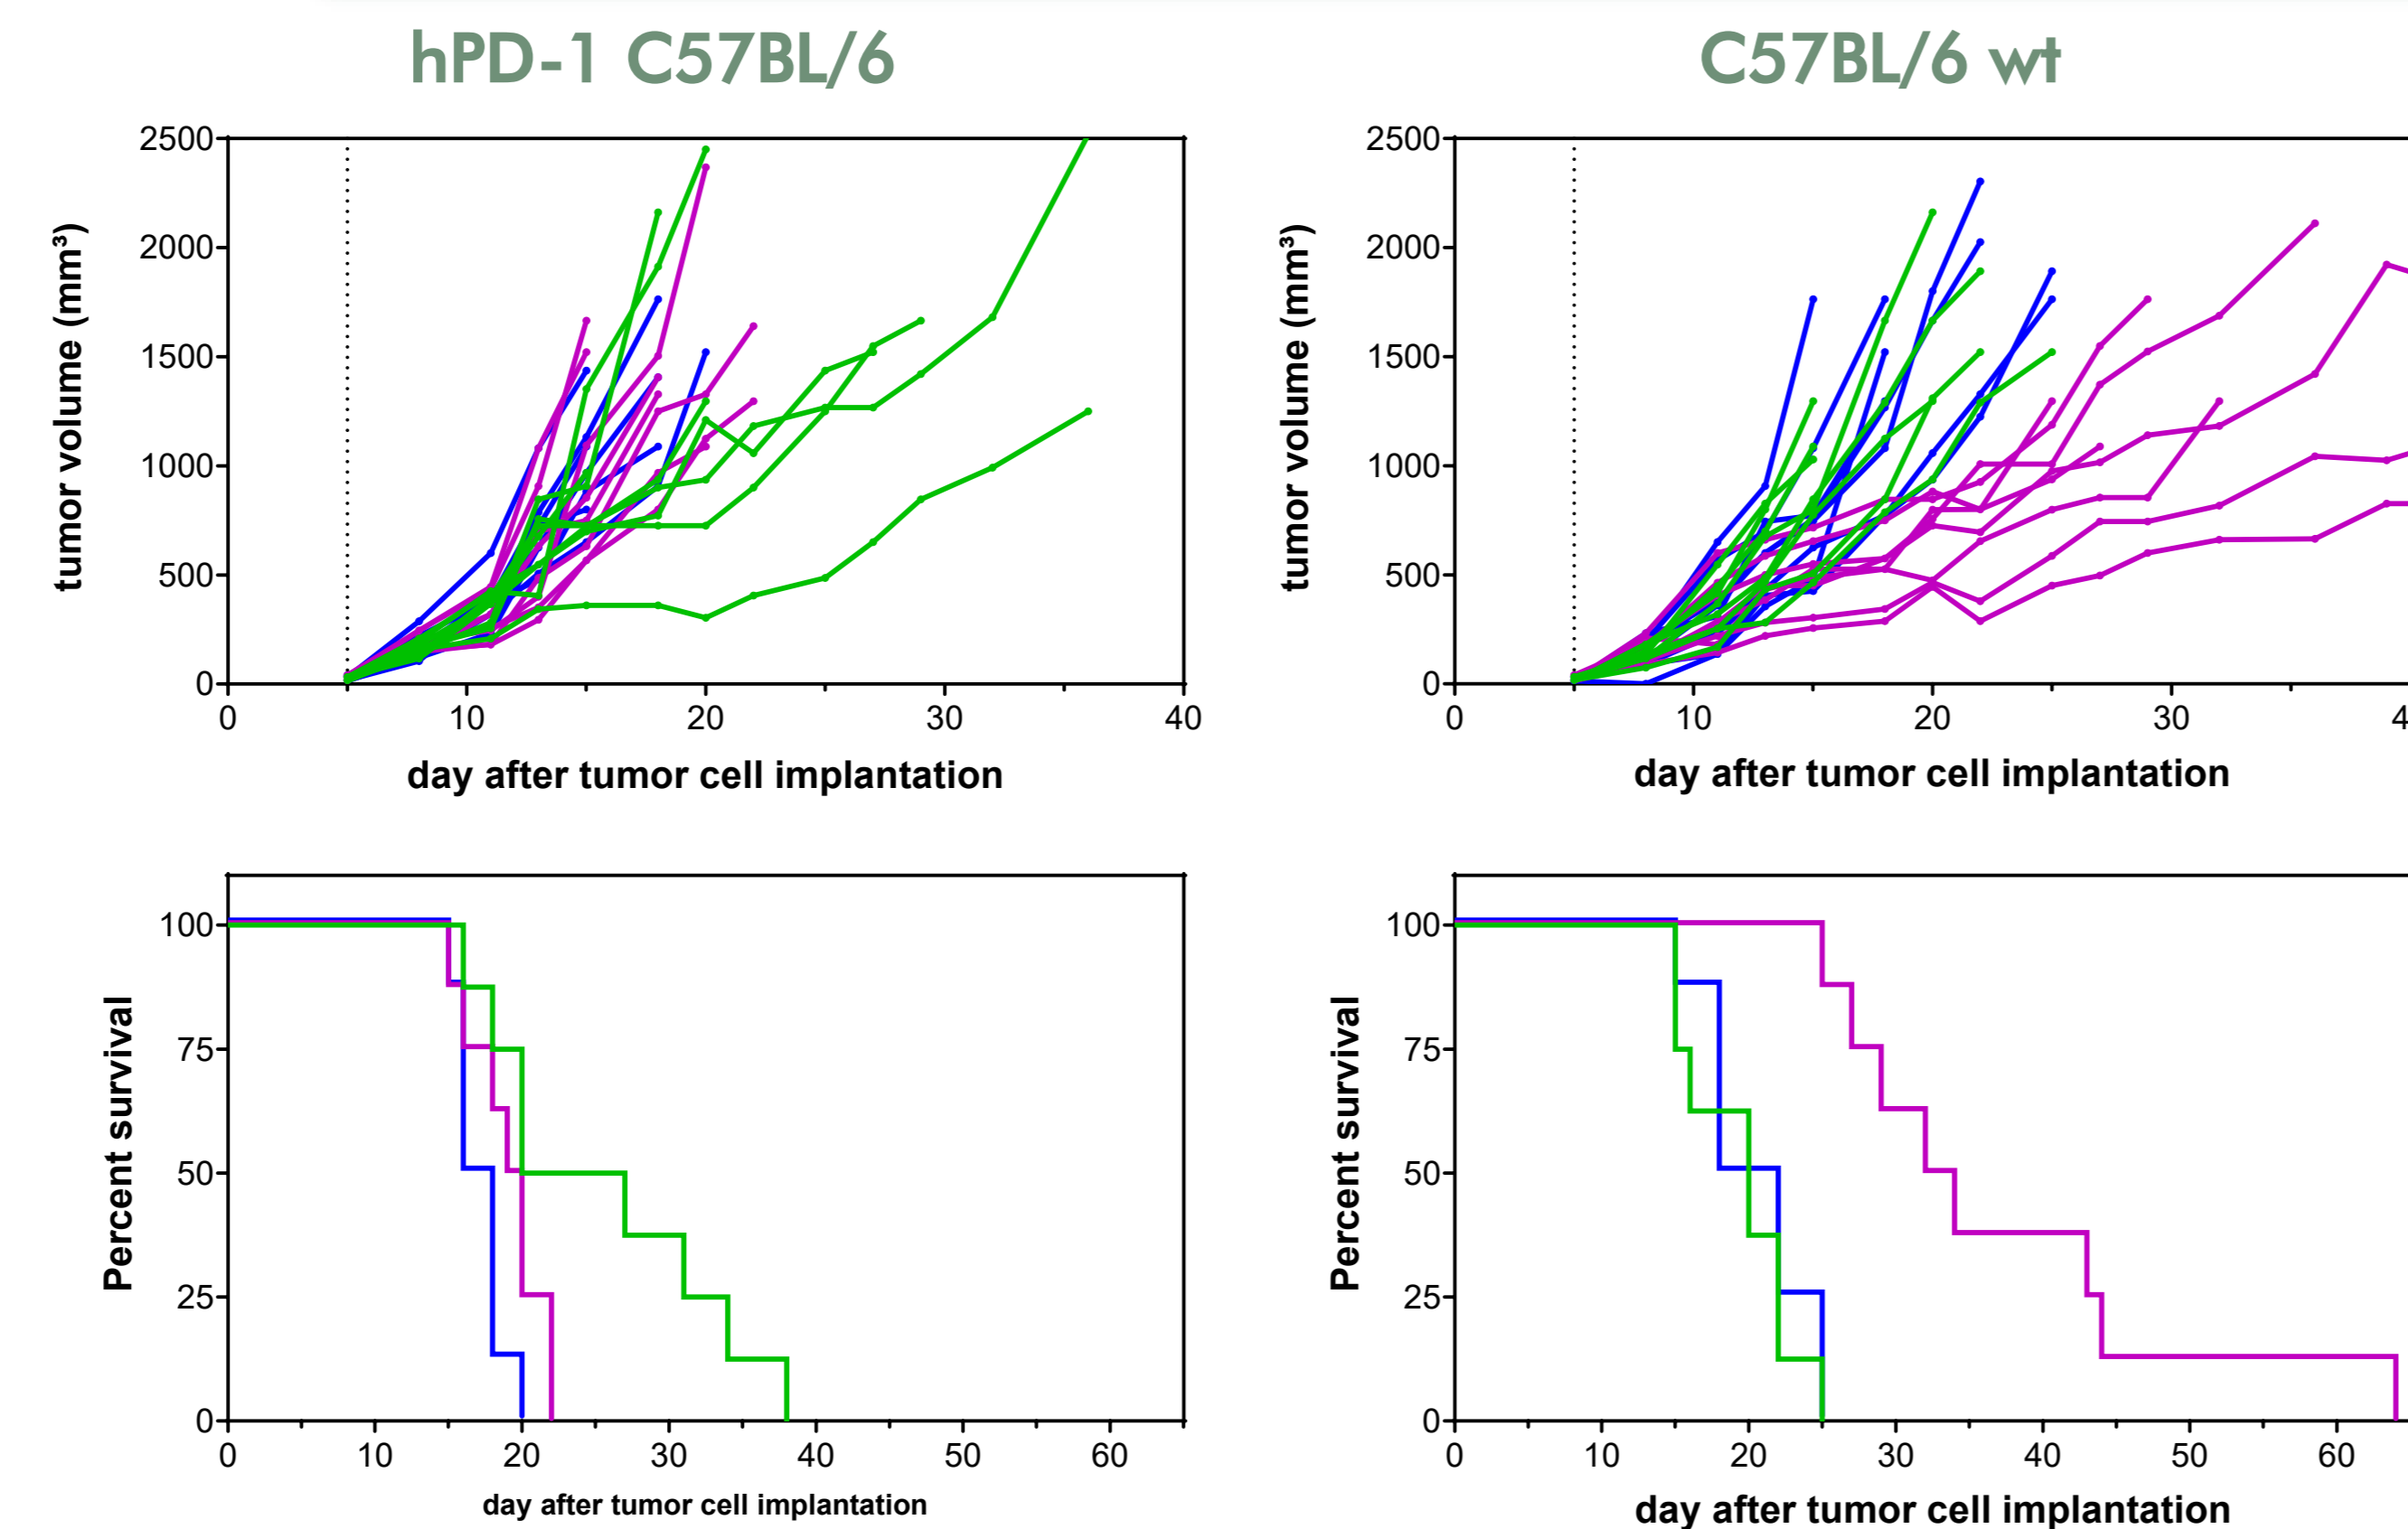 hPD-1 C57BL/6
C57BL/6 wt
tumor volume (mm³)
2500
2000
1500
1000
500
0
0 10 20 30 40
day after tumor cell implantation
tumor volume (mm³)
2500
2000
1500
1000
500
0
0 10 20 30 4
day after tumor cell implantation
Percent survival
100
75
50
25
0
0 10 20 30 40 50 60
day after tumor cell implantation
Percent survival
100
75
50
25
0
0 10 20 30 40 50 60
day after tumor cell implantation